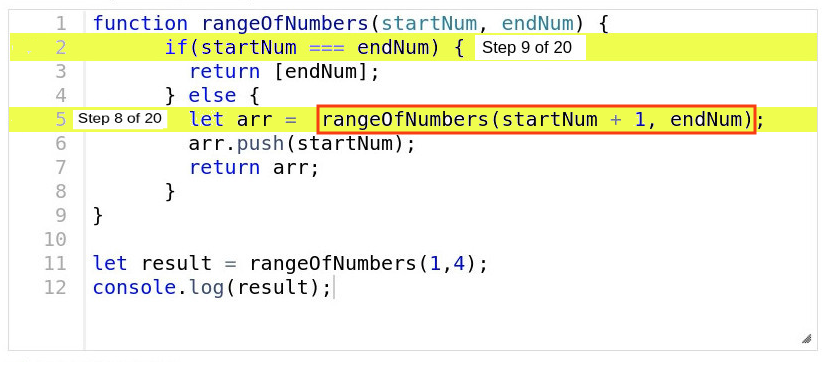 1 function rangeOfNumbers(startNum, endNum) {
2 if(startNum === endNum) { Step 9 of 20
3 return [endNum];
4 } else {
5 Step 8 of 20 let arr = rangeOfNumbers(startNum + 1, endNum);
6 arr.push(startNum);
7 return arr;
8 }
9 }
10
11 let result = rangeOfNumbers(1,4);
12 console.log(result);